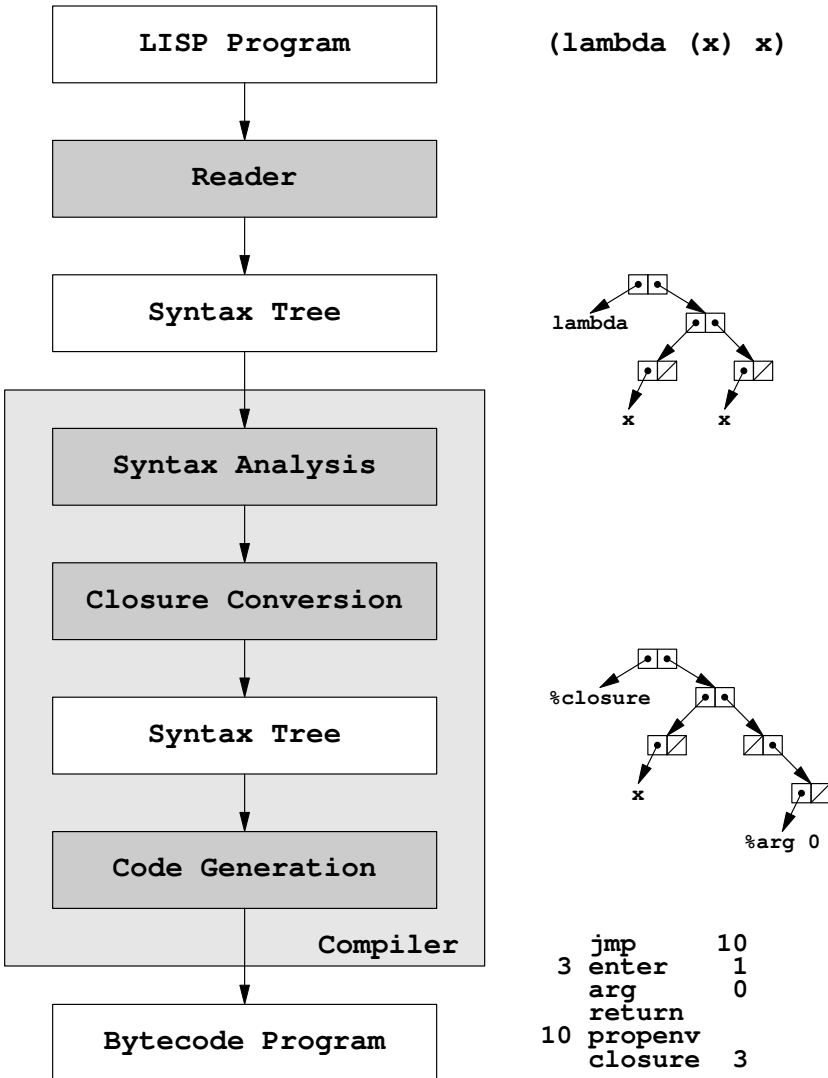 LISP Program
(lambda (x) x)
Reader
Syntax Tree
lambda
x x
Syntax Analysis
Closure Conversion
Syntax Tree
%closure
x
%arg 0
Code Generation
Compiler
Bytecode Program
jmp 10
3 enter 1
arg 0
return
10 propenv
closure 3